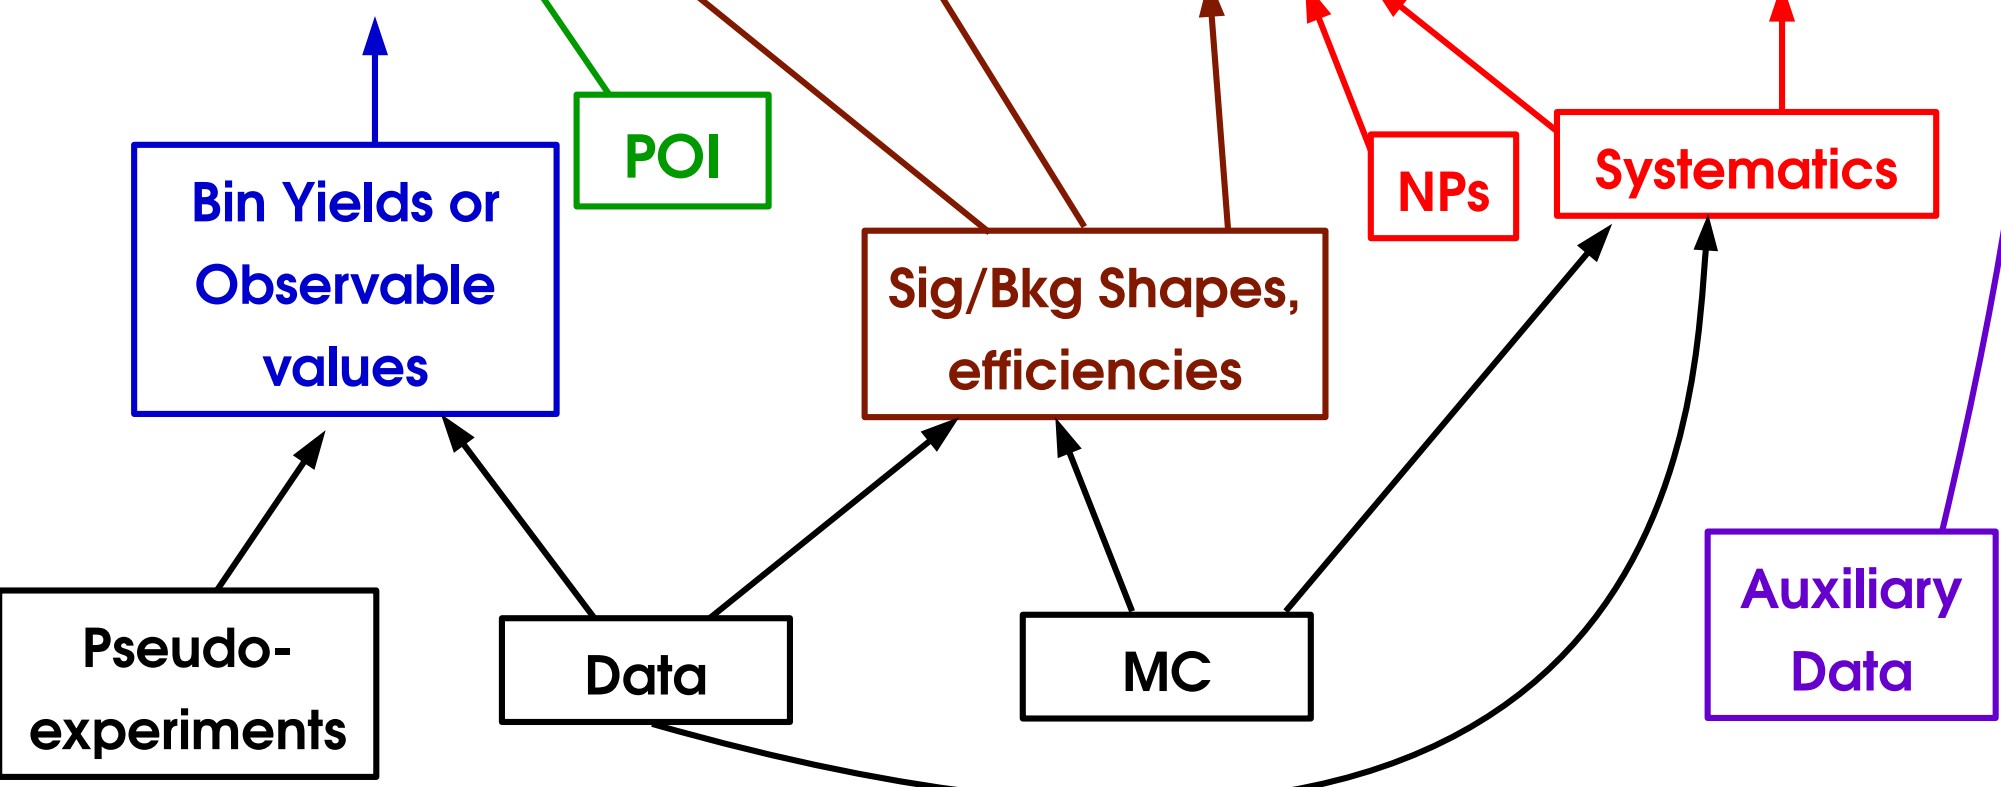 POI
Bin Yields or
Observable
values
NPs
Systematics
Sig/Bkg Shapes,
efficiencies
Pseudo-
experiments
Data
MC
Auxiliary
Data